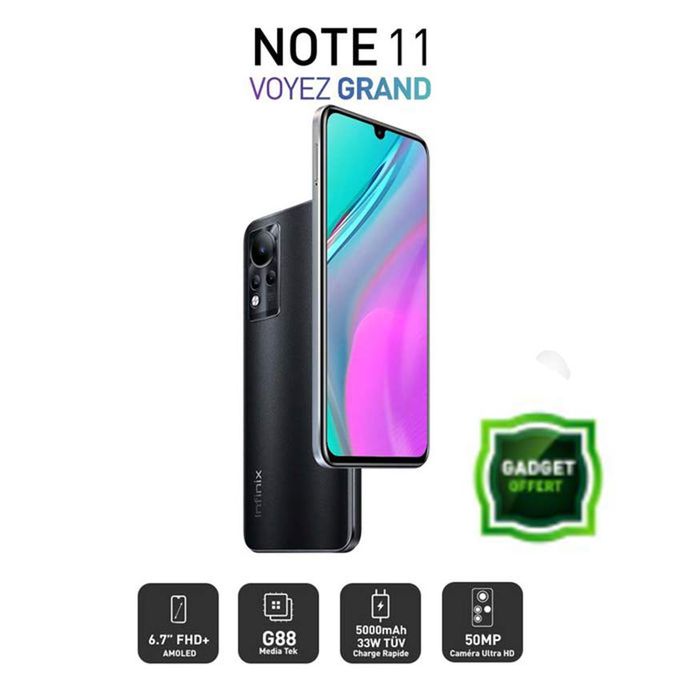 NOTE 11
VOYEZ GRAND
Infinix
GADGET
OFFERT
6.7" FHD+
AMOLED
G88
Media Tek
5000mAh
33W TÜV
Charge Rapide
50MP
Caméra Ultra HD